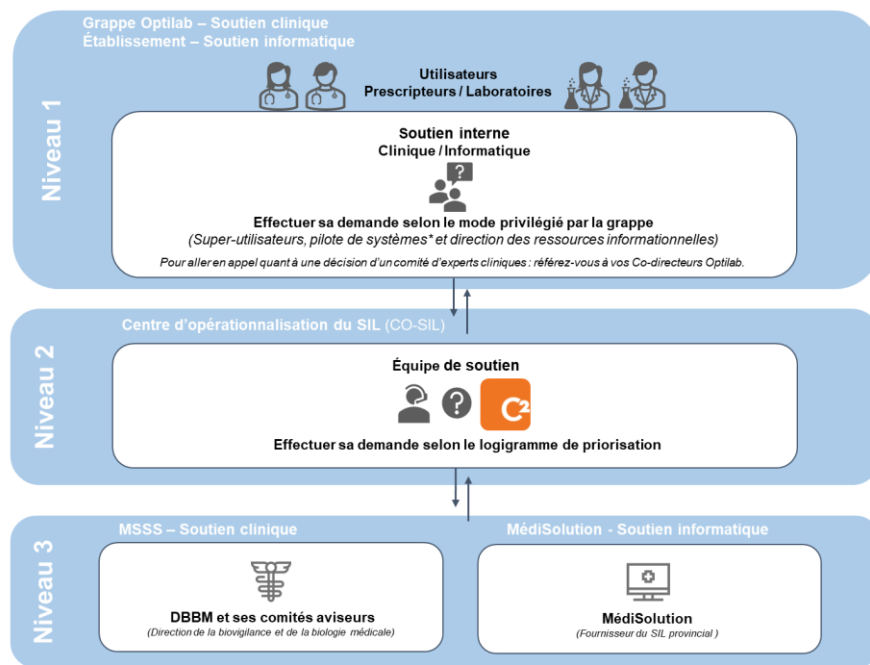 Grappe Optilab – Soutien clinique
Établissement – Soutien informatique
Niveau 1
Utilisateurs
Prescripteurs / Laboratoires
Soutien interne
Clinique / Informatique
?
Effectuer sa demande selon le mode privilégié par la grappe
(Super-utilisateurs, pilote de systèmes* et direction des ressources informationnelles)
Pour aller en appel quant à une décision d'un comité d'experts cliniques : référez-vous à vos Co-directeurs Optilab.
Niveau 2
Centre d'opérationnalisation du SIL (CO-SIL)
Équipe de soutien
?
C²
Effectuer sa demande selon le logigramme de priorisation
Niveau 3
MSSS – Soutien clinique
DBBM et ses comités aviseurs
(Direction de la biovigilance et de la biologie médicale)
MédiSolution - Soutien informatique
MédiSolution
(Fournisseur du SIL provincial )